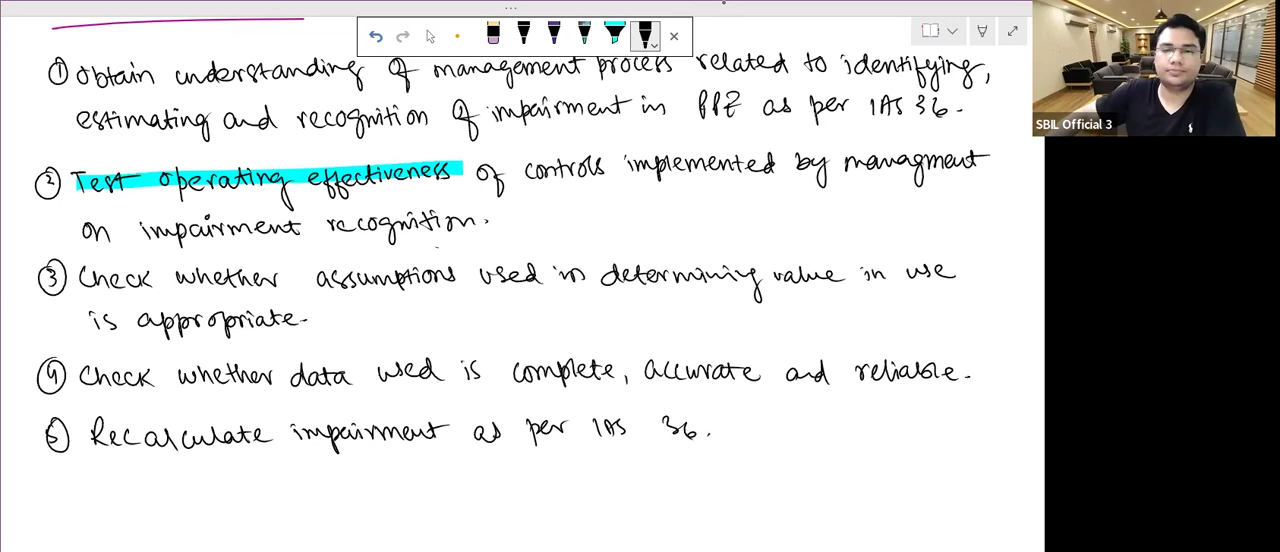 ① Obtain understanding of management process related to identifying,
estimating and recognition of impairment in PPE as per IAS 36.
② Test operating effectiveness of controls implemented by managment
on impairment recognition.
③ Check whether assumptions used in determining value in use
is appropriate.
④ Check whether data used is complete, accurate and reliable.
⑤ Recalculate impairment as per IAS 36.
SBIL Official 3